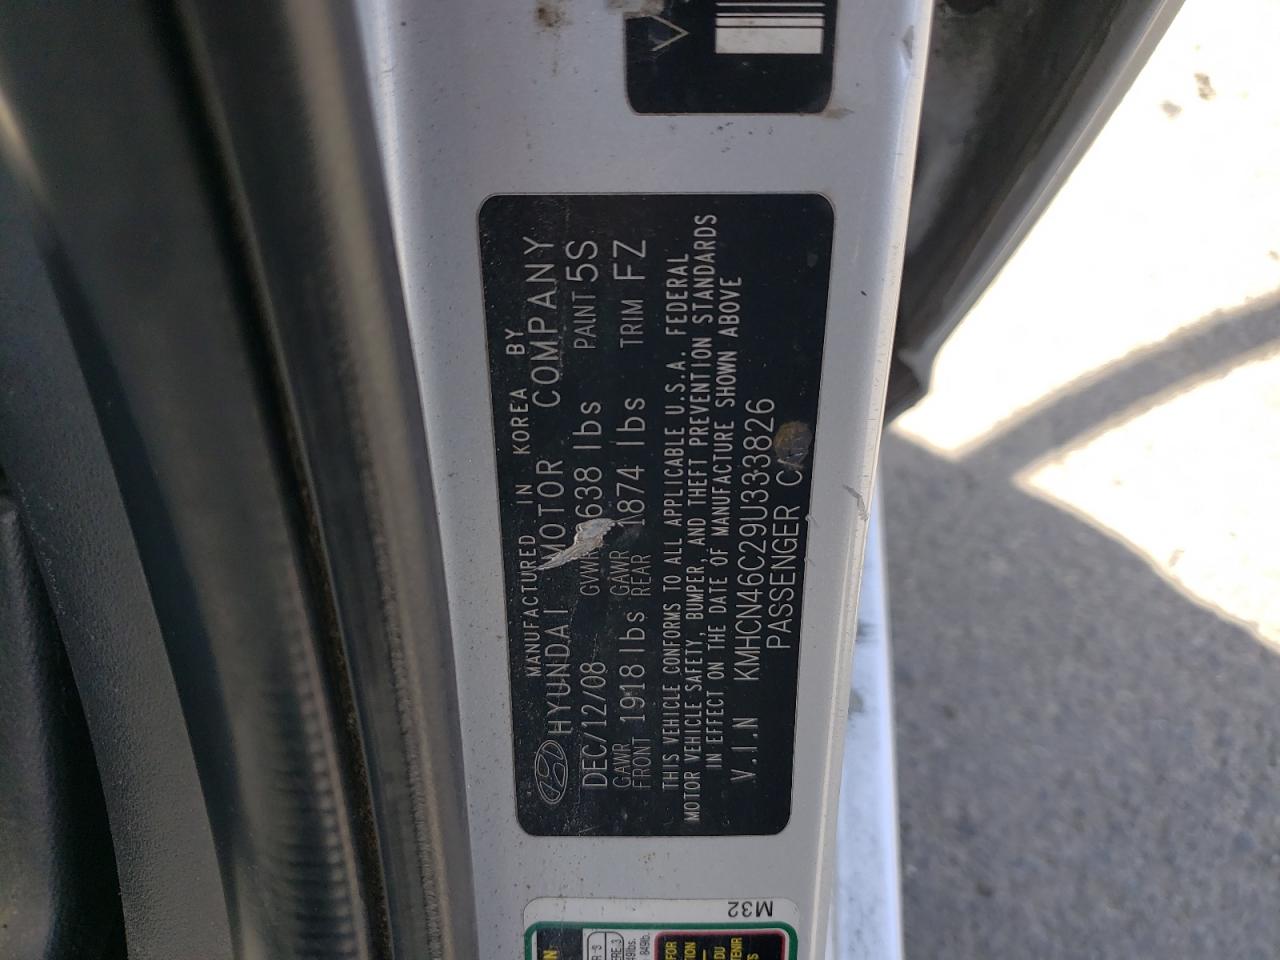 MANUFACTURED IN KOREA BY
HYUNDAI MOTOR COMPANY
DEC/12/08 GVWR 638 lbs PAINT 5S
GAWR FRONT 1918 lbs GAWR REAR 1874 lbs TRIM FZ
THIS VEHICLE CONFORMS TO ALL APPLICABLE U.S.A. FEDERAL
MOTOR VEHICLE SAFETY, BUMPER, AND THEFT PREVENTION STANDARDS
IN EFFECT ON THE DATE OF MANUFACTURE SHOWN ABOVE
V.I.N KMHCN46C29U333826
PASSENGER CA
M32